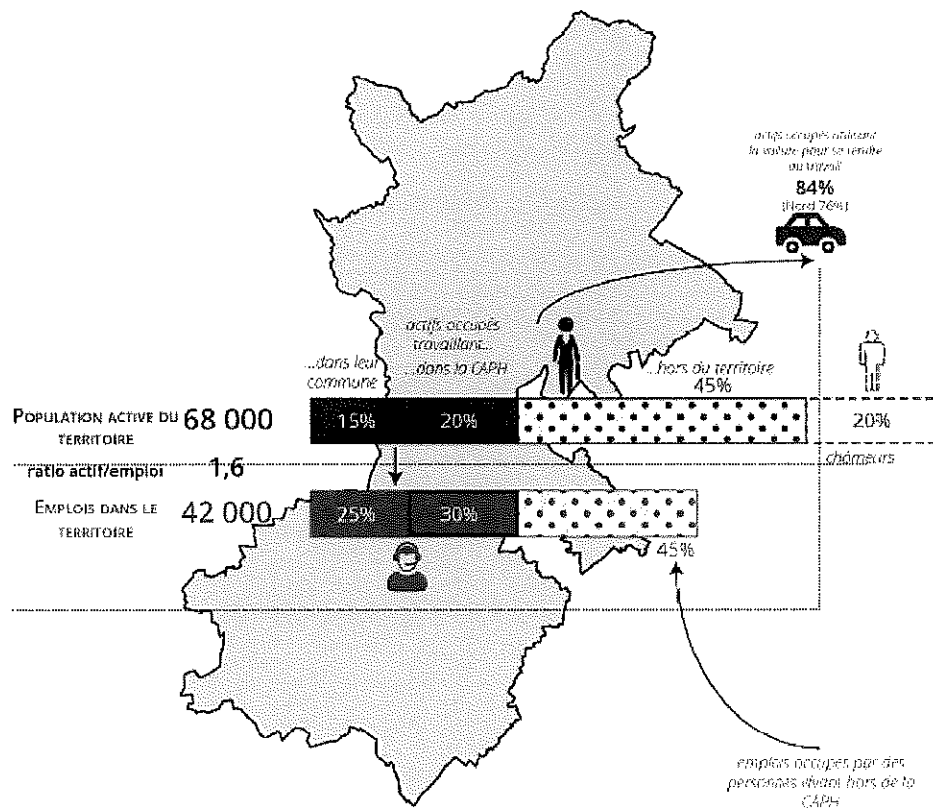 actifs occupés utilisant
la voiture pour se rendre
au travail
84%
(Nord 76%)
actifs occupés
travaillant...
...dans leur
commune
...dans la CAPH
...hors du territoire
45%
POPULATION ACTIVE DU
TERRITOIRE
68 000
15%
20%
20%
chômeurs
ratio actif/emploi
1,6
EMPLOIS DANS LE
TERRITOIRE
42 000
25%
30%
45%
emplois occupés par des
personnes vivant hors de la
CAPH